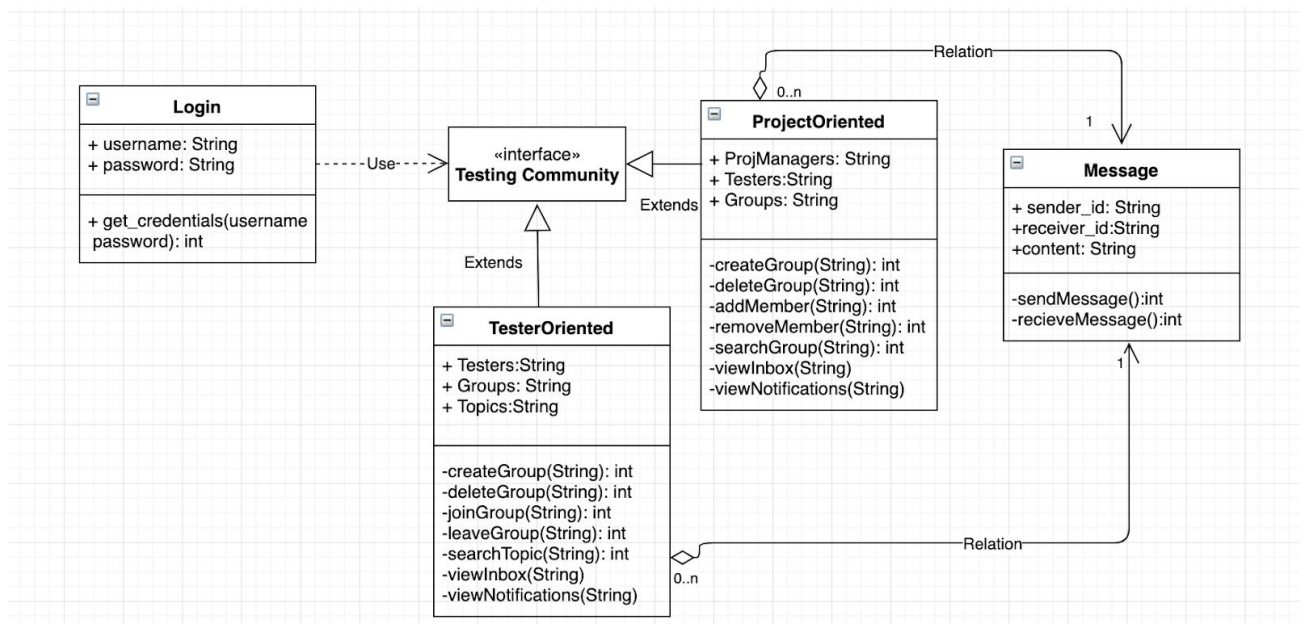 Login
+ username: String
+ password: String
+ get_credentials(username
password): int
Use
«interface»
Testing Community
Extends
Extends
TesterOriented
+ Testers:String
+ Groups: String
+ Topics:String
-createGroup(String): int
-deleteGroup(String): int
-joinGroup(String): int
-leaveGroup(String): int
-searchTopic(String): int
-viewInbox(String)
-viewNotifications(String)
0..n
ProjectOriented
+ ProjManagers: String
+ Testers:String
+ Groups: String
-createGroup(String): int
-deleteGroup(String): int
-addMember(String): int
-removeMember(String): int
-searchGroup(String): int
-viewInbox(String)
-viewNotifications(String)
0..n
Relation
1
Message
+ sender_id: String
+receiver_id:String
+content: String
-sendMessage():int
-recieveMessage():int
1
Relation